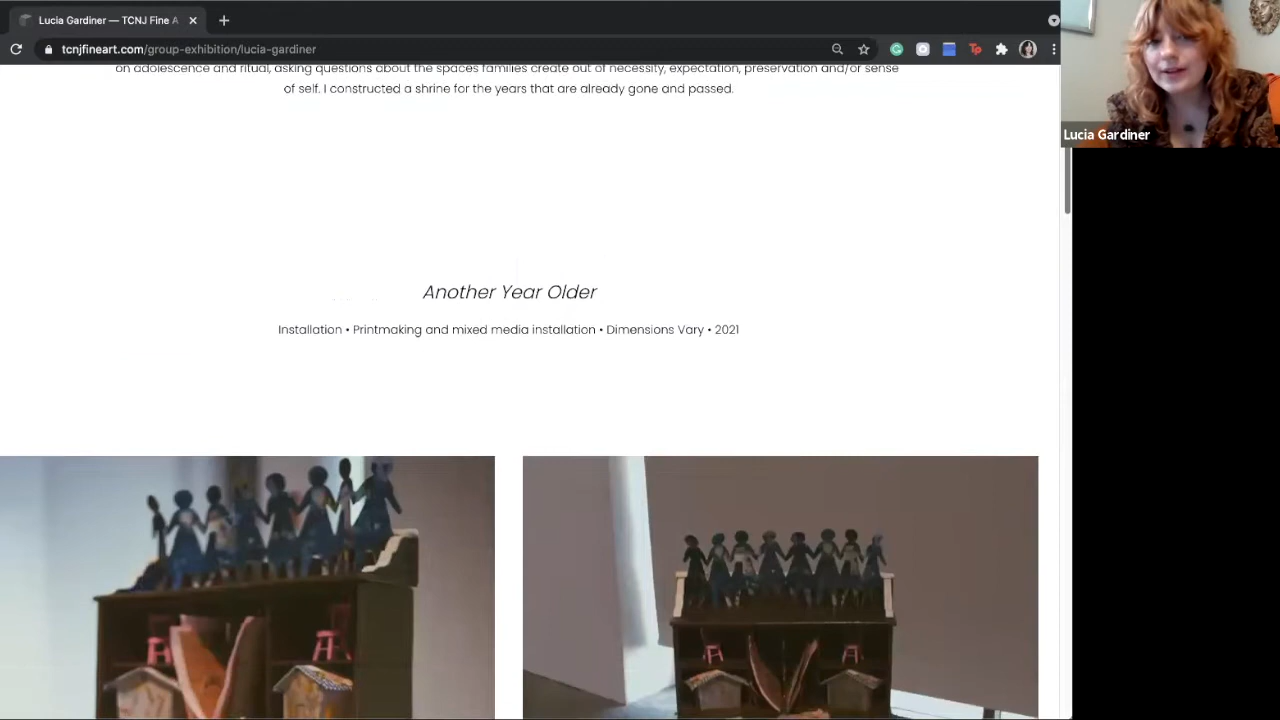 Lucia Gardiner — TCNJ Fine A
tcnjfineart.com/group-exhibition/lucia-gardiner
on adolescence and ritual, asking questions about the spaces families create out of necessity, expectation, preservation and/or sense
of self. I constructed a shrine for the years that are already gone and passed.
Another Year Older
Installation • Printmaking and mixed media installation • Dimensions Vary • 2021
Lucia Gardiner